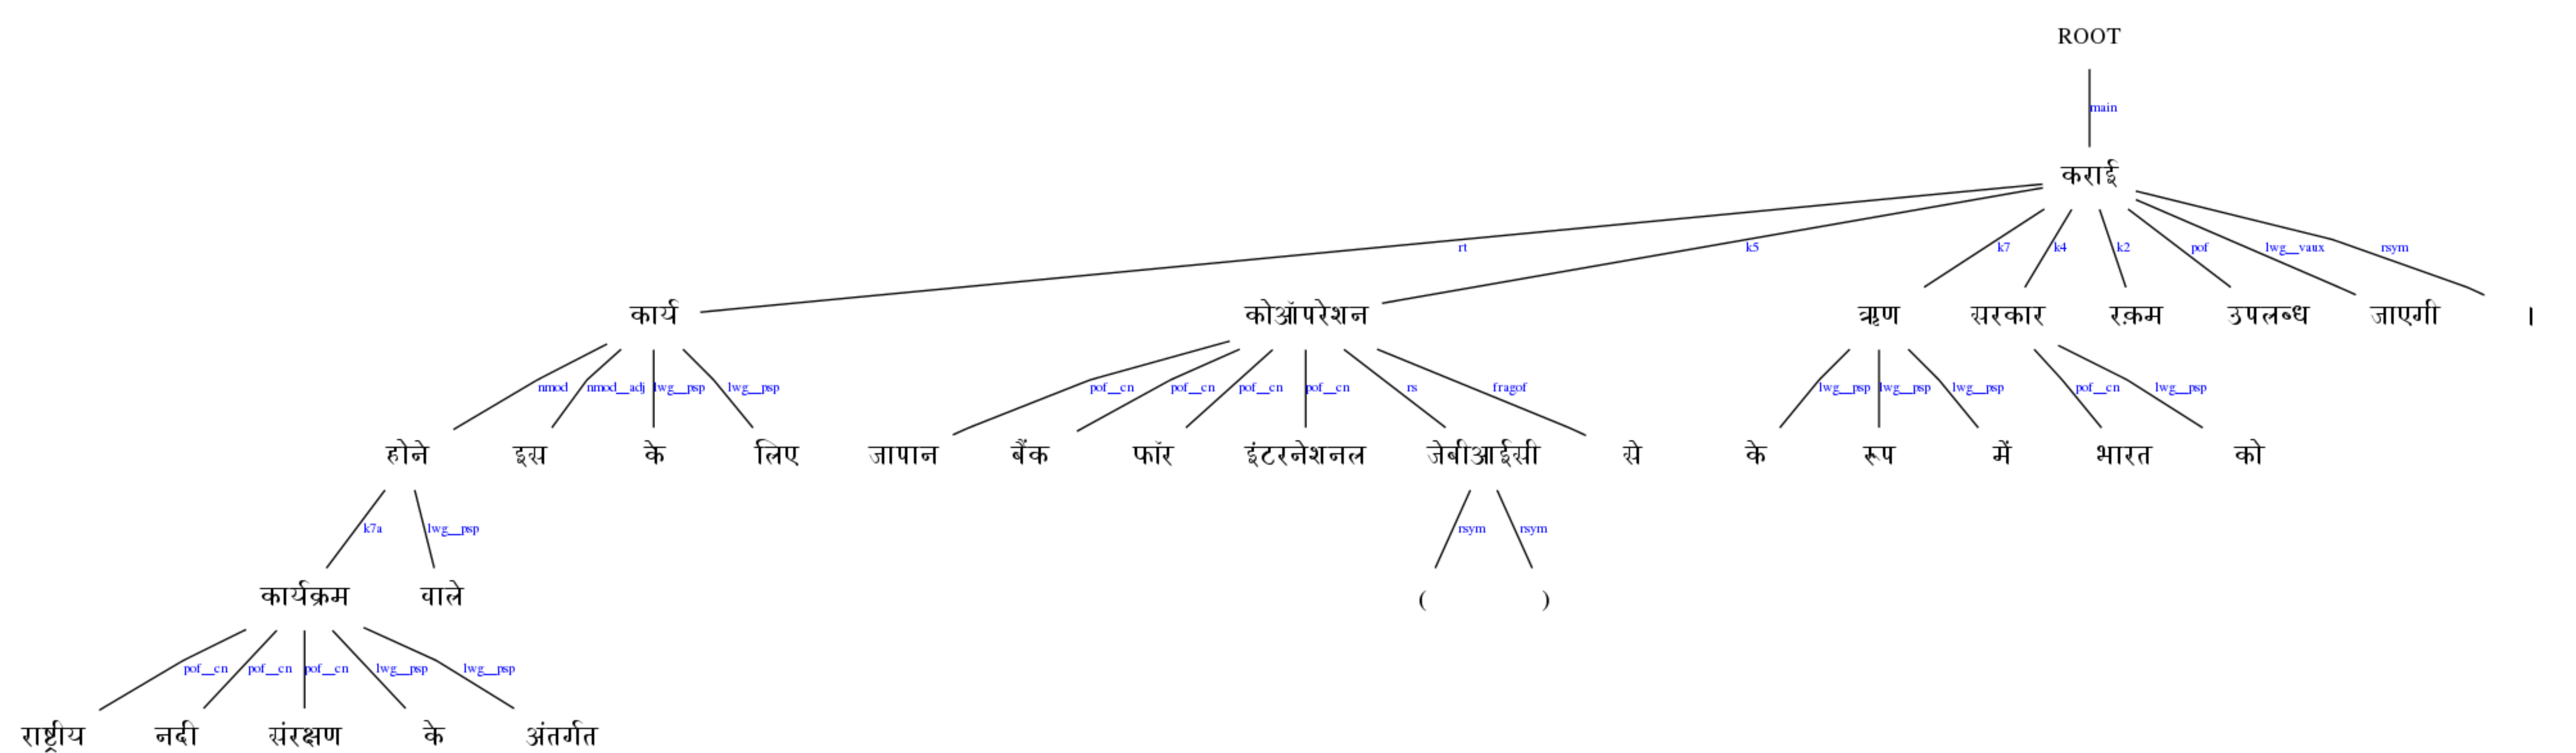 ROOT
main
कराई
rt k5 k7 k4 k2 pof lwg__vaux rsym
कार्य कोऑपरेशन ऋण सरकार रक़म उपलब्ध जाएगी ।
nmod nmod__adj lwg__psp lwg__psp pof__cn pof__cn pof__cn pof__cn rs fragof lwg__psp lwg__psp lwg__psp pof__cn lwg__psp
होने इस के लिए जापान बैंक फॉर इंटरनेशनल जेबीआईसी से के रूप में भारत को
k7a lwg__psp rsym rsym
कार्यक्रम वाले ( )
pof__cn pof__cn pof__cn lwg__psp lwg__psp
राष्ट्रीय नदी संरक्षण के अंतर्गत